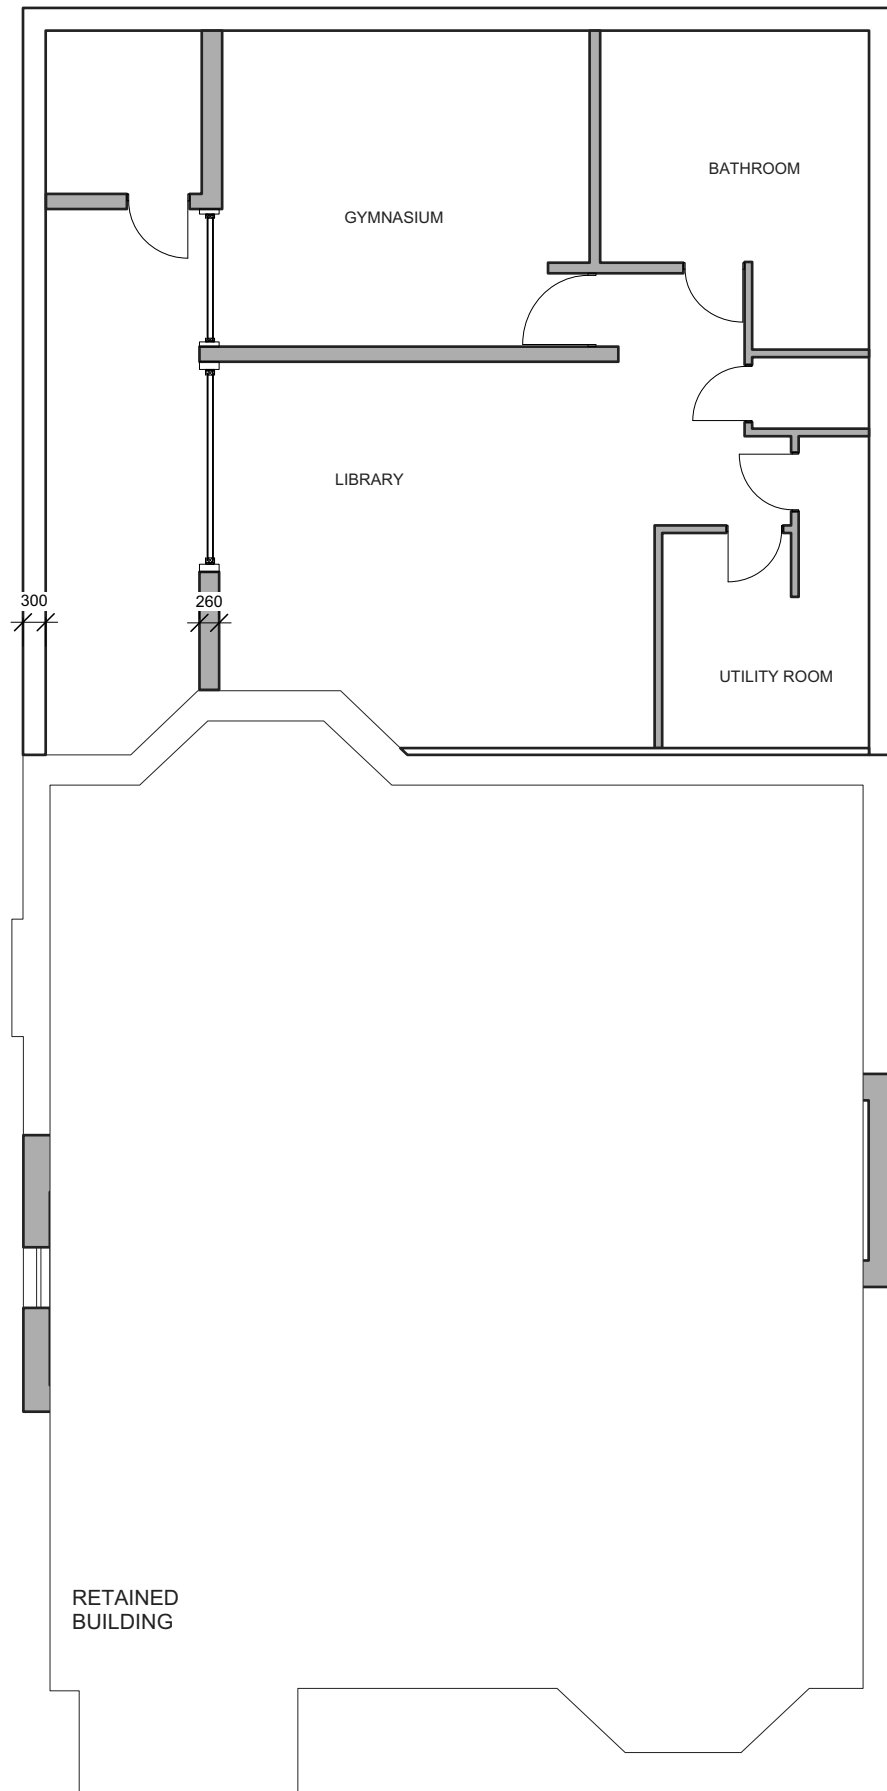 BATHROOM
GYMNASIUM
LIBRARY
300
260
UTILITY ROOM
RETAINED
BUILDING